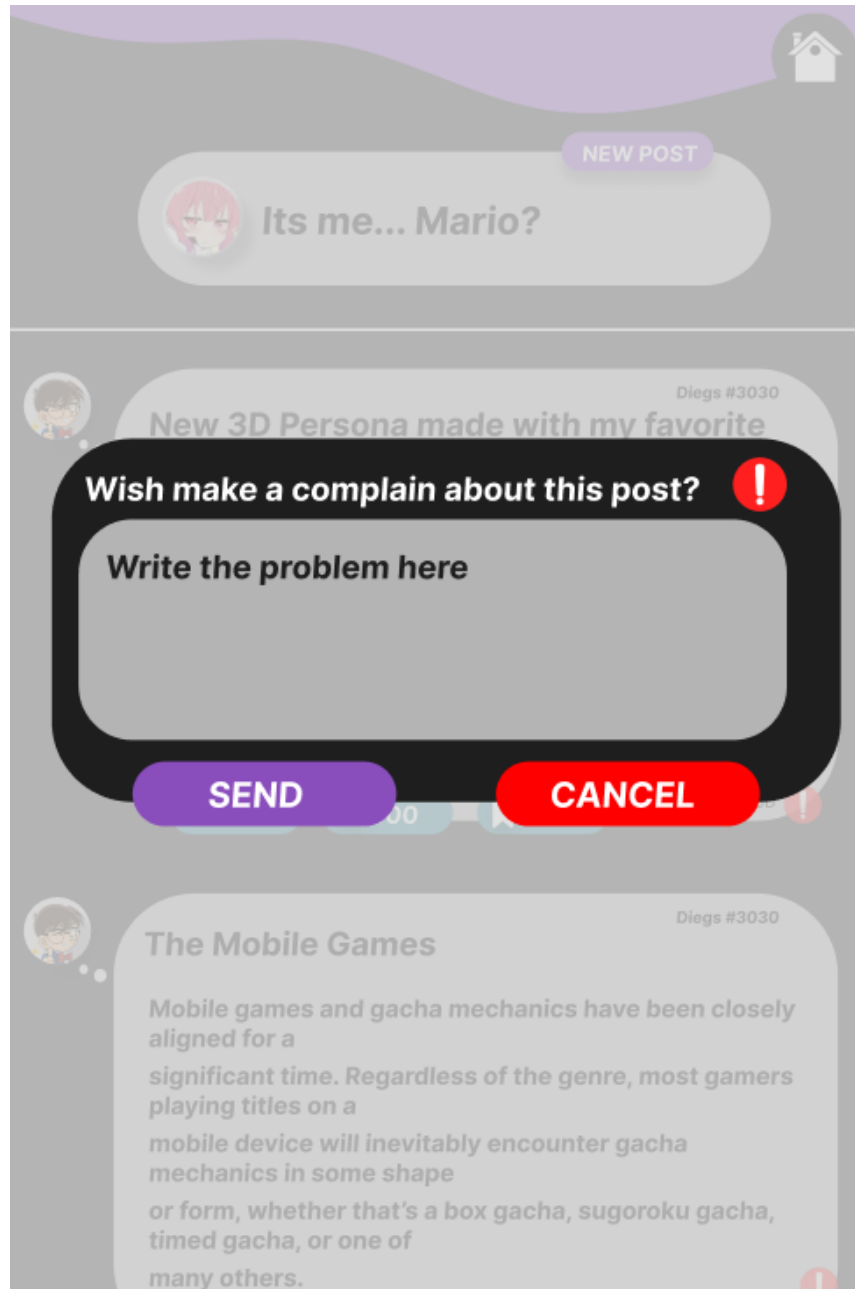 NEW POST
Its me... Mario?
Diegs #3030
New 3D Persona made with my favorite
Wish make a complain about this post?
Write the problem here
SEND
CANCEL
Diegs #3030
The Mobile Games
Mobile games and gacha mechanics have been closely
aligned for a
significant time. Regardless of the genre, most gamers
playing titles on a
mobile device will inevitably encounter gacha
mechanics in some shape
or form, whether that's a box gacha, sugoroku gacha,
timed gacha, or one of
many others.